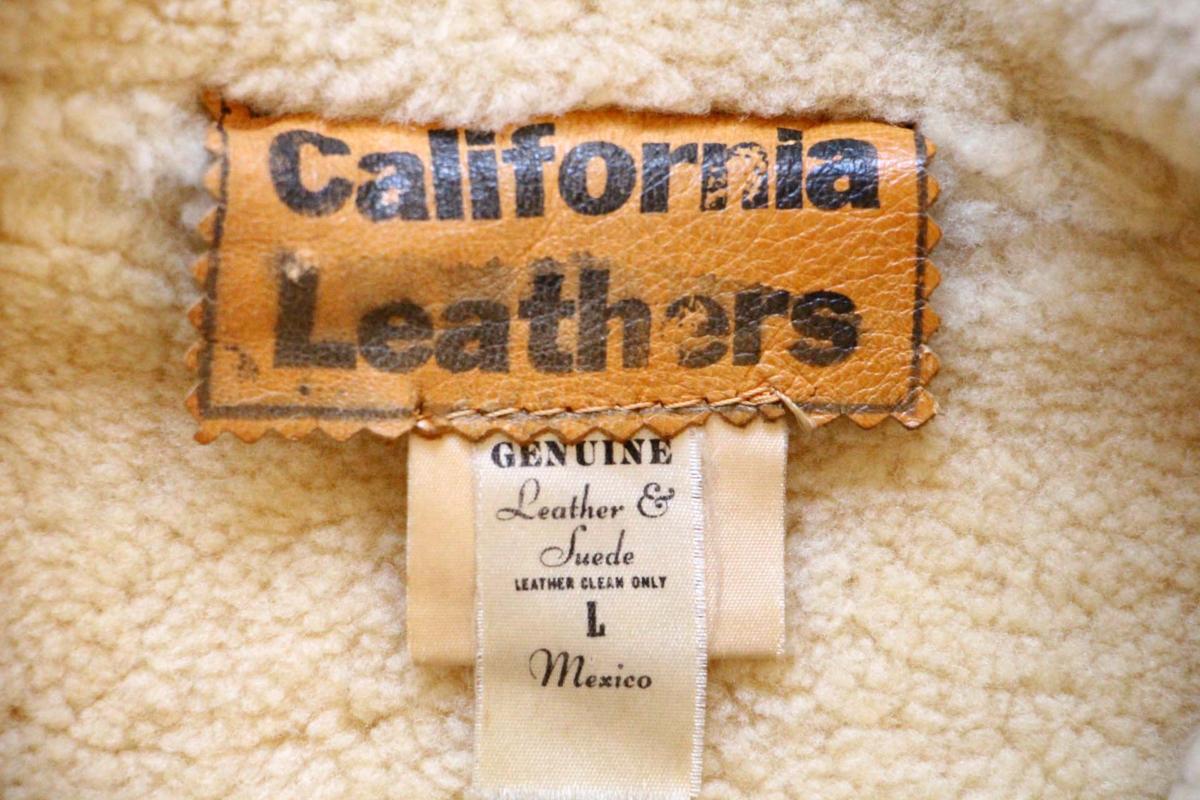 California
Leathers
GENUINE
Leather &
Suede
LEATHER CLEAN ONLY
L
Mexico